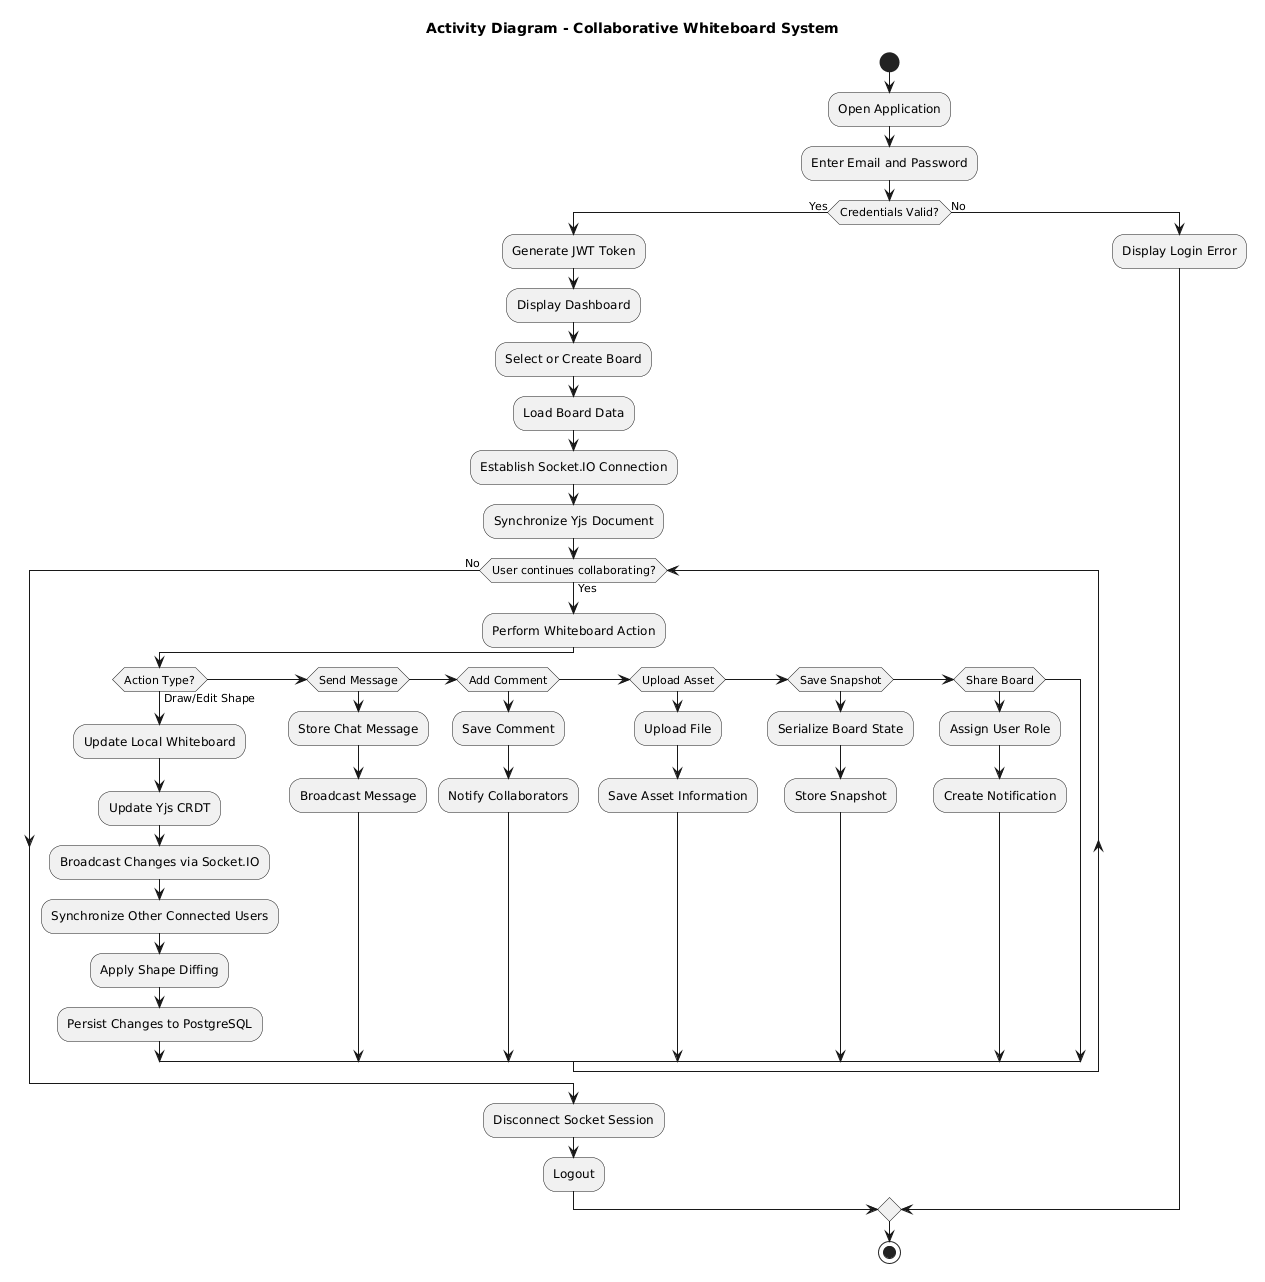 Activity Diagram - Collaborative Whiteboard System
Open Application
Enter Email and Password
Yes
Credentials Valid?
No
Generate JWT Token
Display Login Error
Display Dashboard
Select or Create Board
Load Board Data
Establish Socket.IO Connection
Synchronize Yjs Document
No
User continues collaborating?
Yes
Perform Whiteboard Action
Action Type?
Send Message
Add Comment
Upload Asset
Save Snapshot
Share Board
Draw/Edit Shape
Update Local Whiteboard
Store Chat Message
Save Comment
Upload File
Serialize Board State
Assign User Role
Update Yjs CRDT
Broadcast Message
Notify Collaborators
Save Asset Information
Store Snapshot
Create Notification
Broadcast Changes via Socket.IO
Synchronize Other Connected Users
Apply Shape Diffing
Persist Changes to PostgreSQL
Disconnect Socket Session
Logout